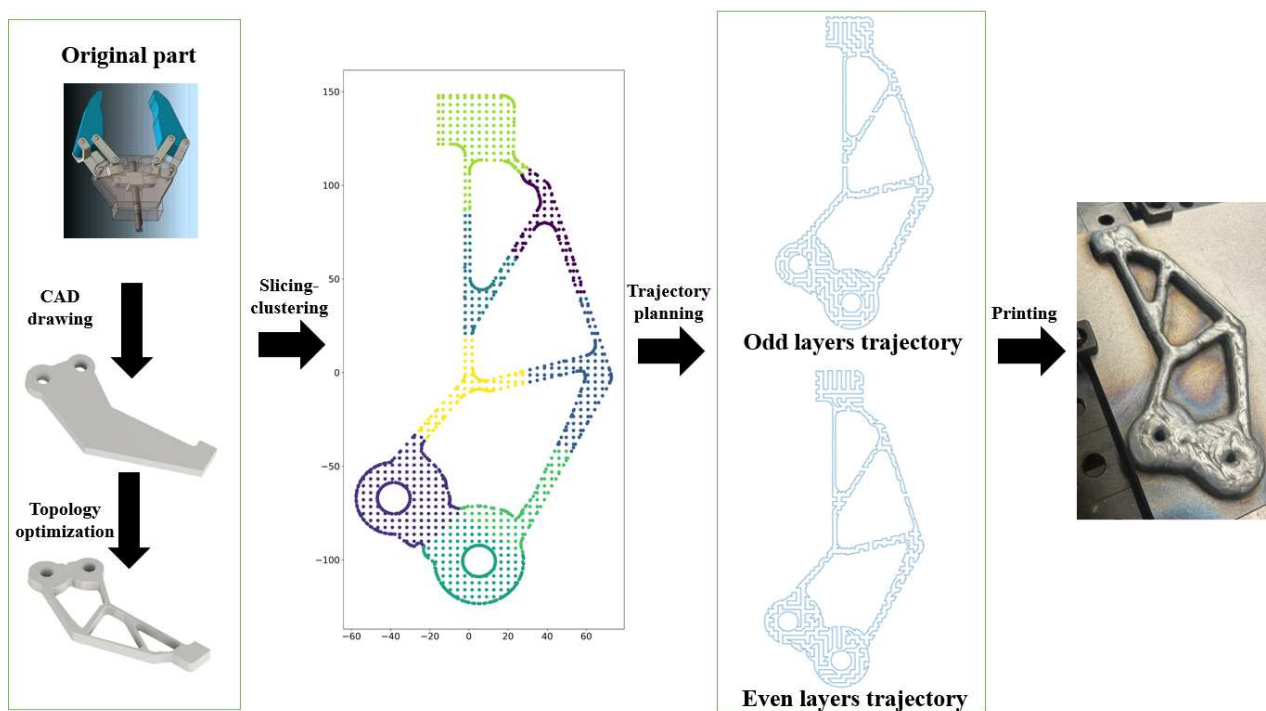 Original part
CAD
drawing
Topology
optimization
Slicing-
clustering
150
100
50
0
−50
−100
−60
−40
−20
0
20
40
60
Trajectory
planning
Odd layers trajectory
Even layers trajectory
Printing